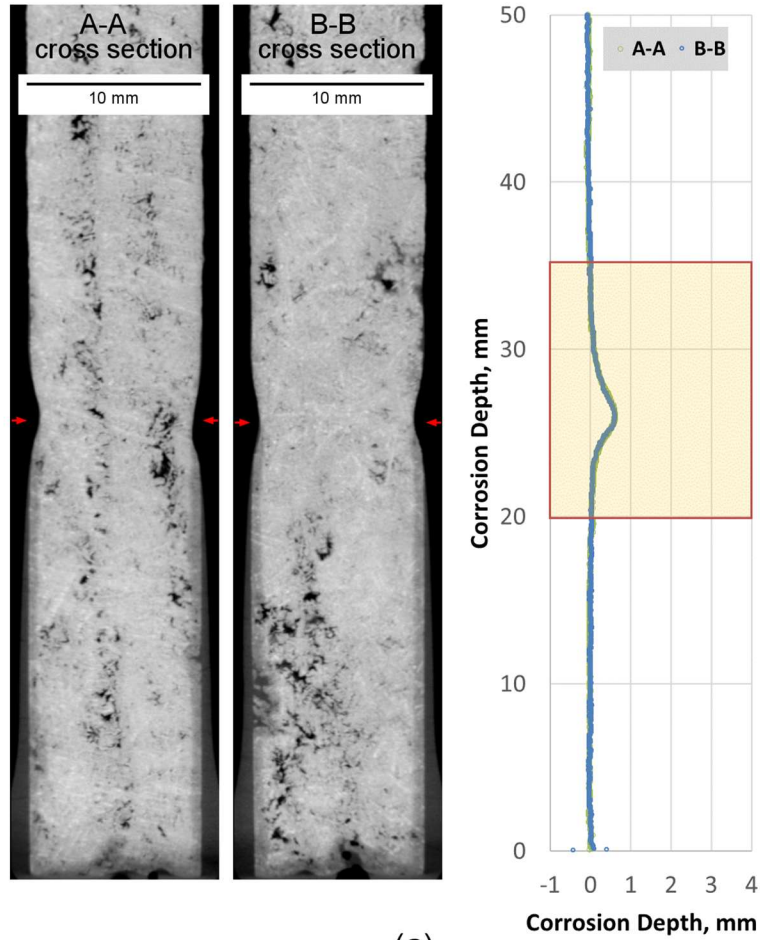 A-A
cross section
10 mm
B-B
cross section
10 mm
A-A B-B
50
40
30
20
10
0
Corrosion Depth, mm
-1 0 1 2 3 4
Corrosion Depth, mm